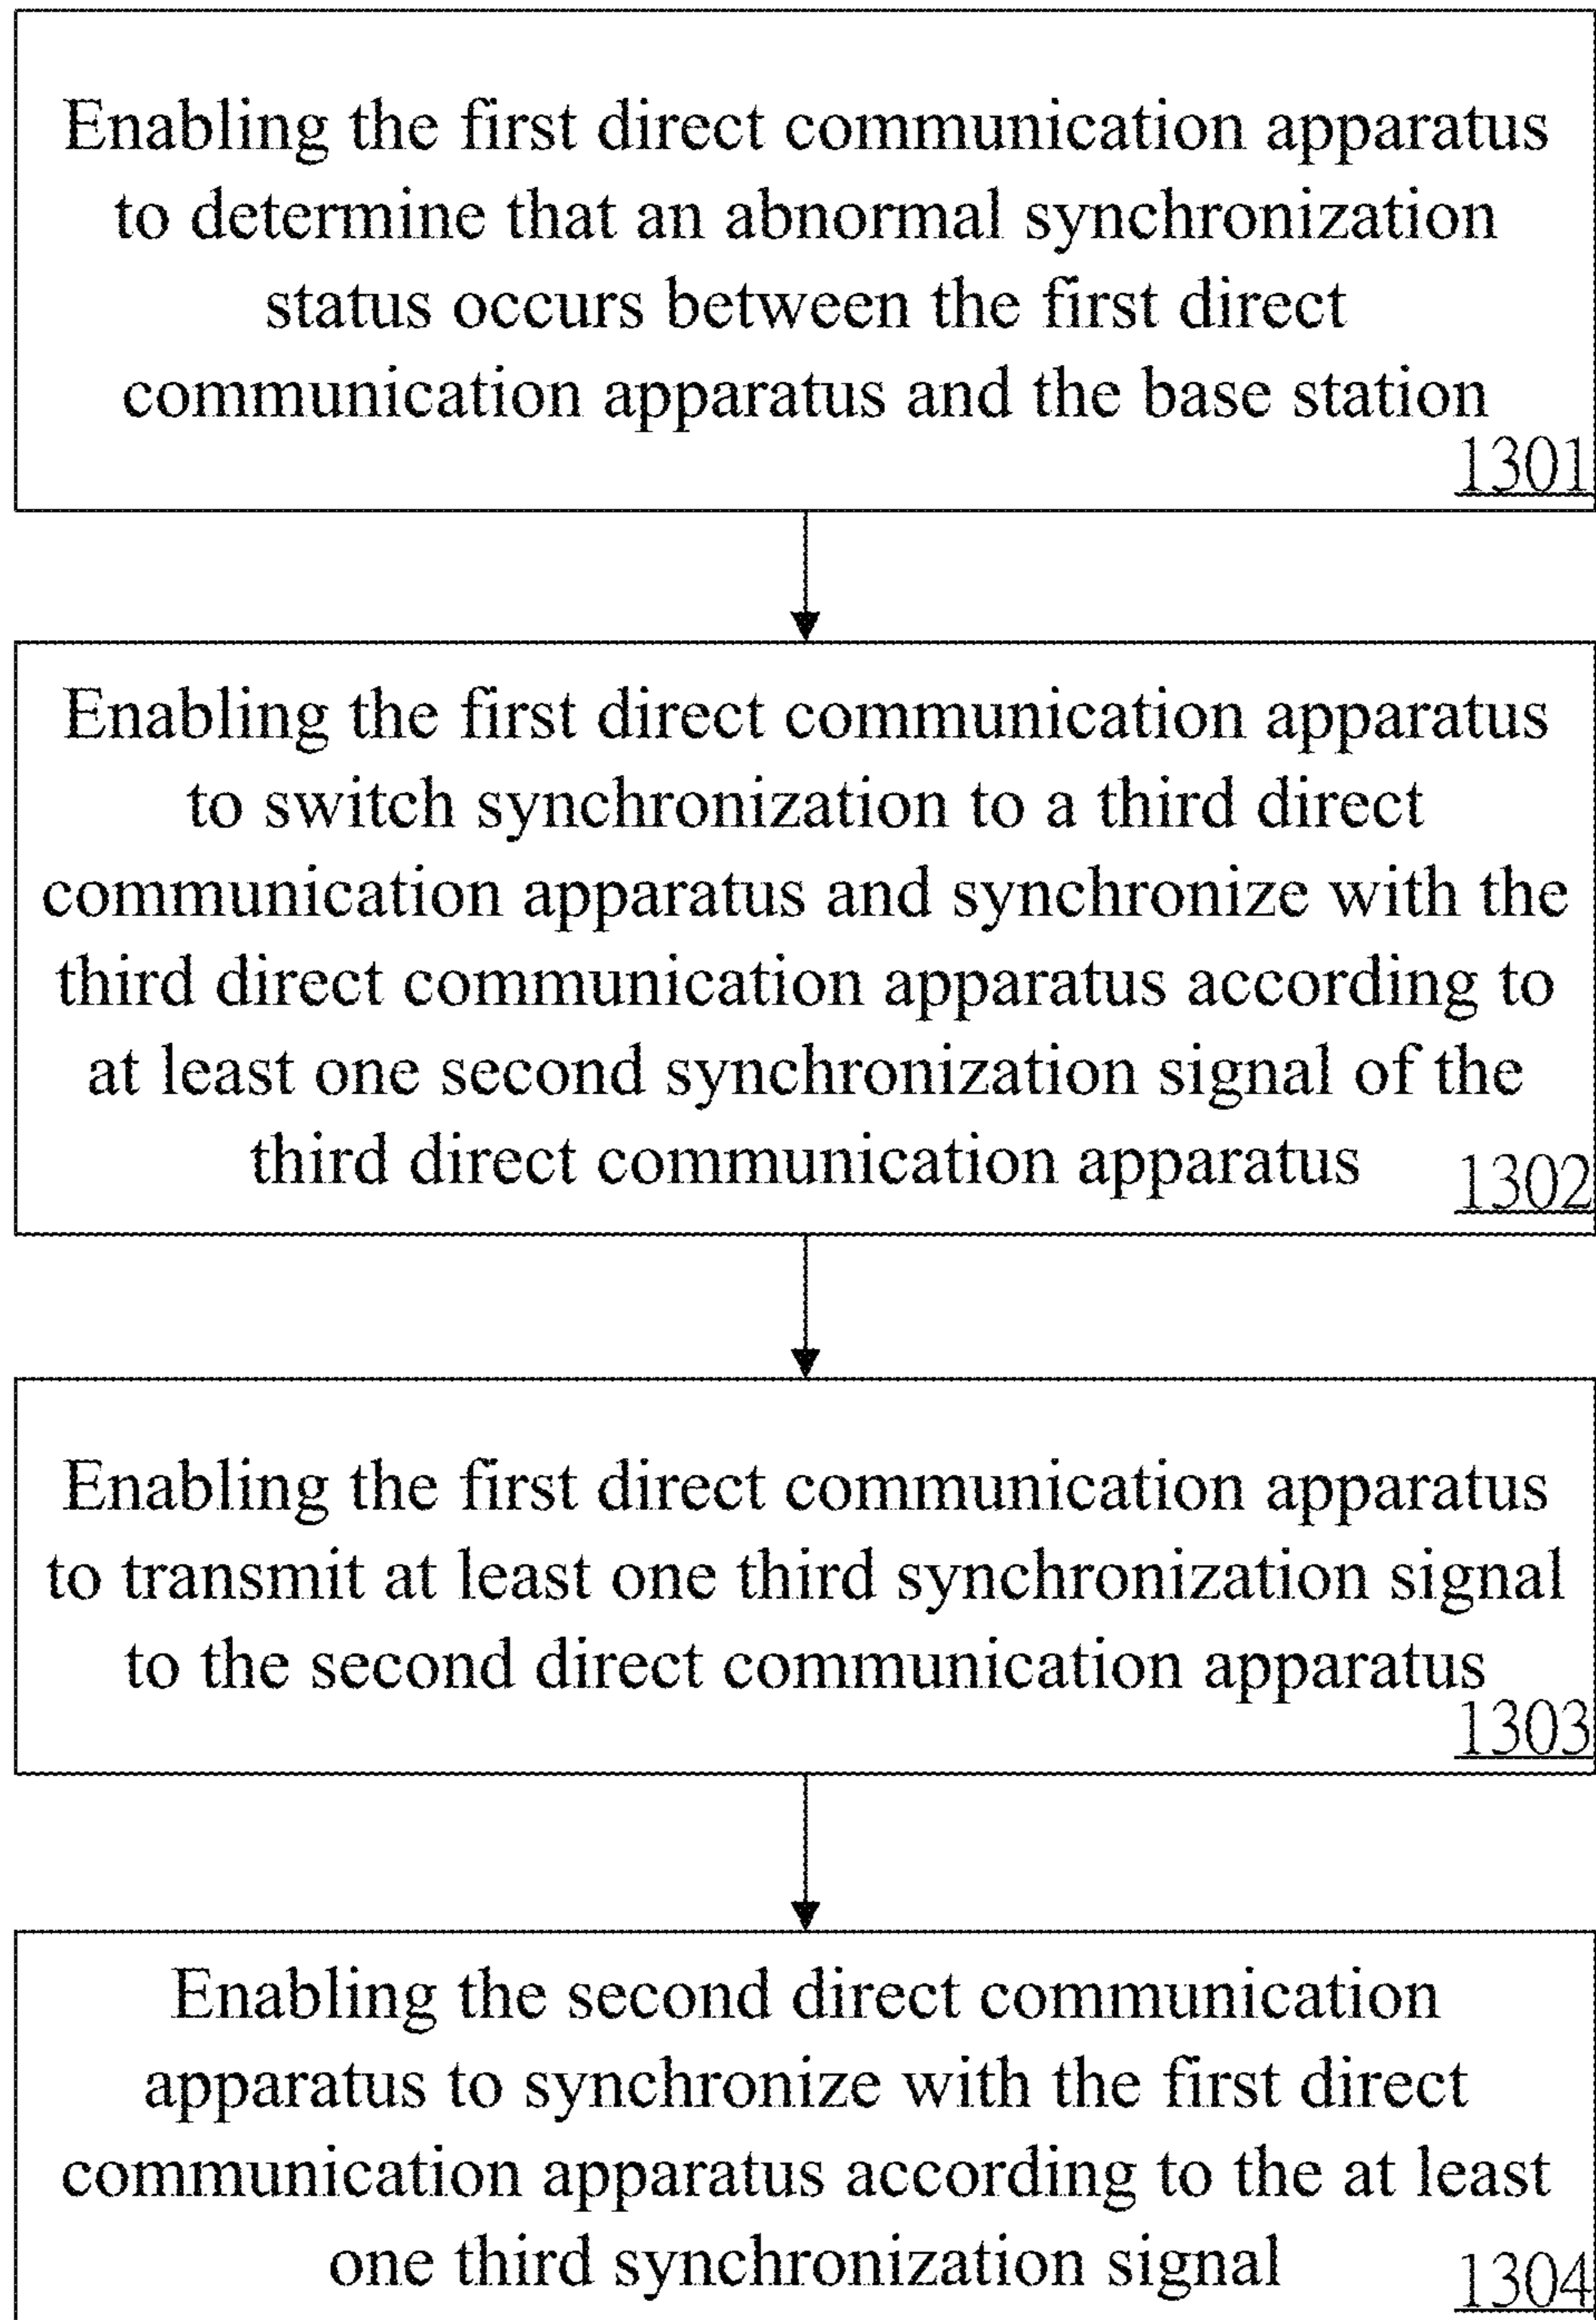 Enabling the first direct communication apparatus
to determine that an abnormal synchronization
status occurs between the first direct
communication apparatus and the base station
1301
Enabling the first direct communication apparatus
to switch synchronization to a third direct
communication apparatus and synchronize with the
third direct communication apparatus according to
at least one second synchronization signal of the
third direct communication apparatus
1302
Enabling the first direct communication apparatus
to transmit at least one third synchronization signal
to the second direct communication apparatus
1303
Enabling the second direct communication
apparatus to synchronize with the first direct
communication apparatus according to the at least
one third synchronization signal
1304